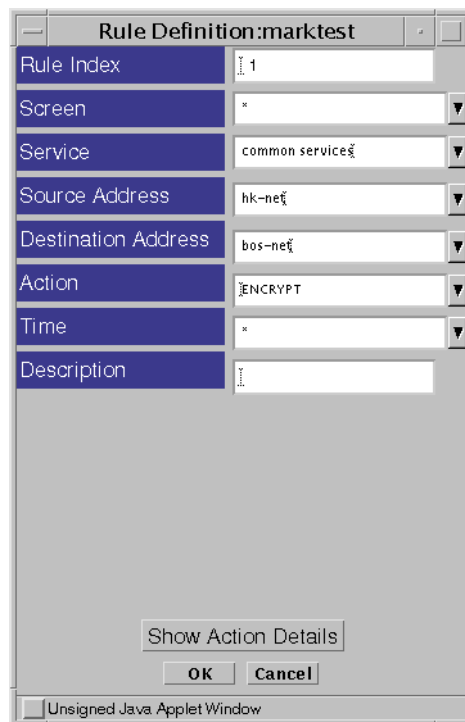 Rule Definition:marktest
Rule Index 1
Screen *
Service common services
Source Address hk-net
Destination Address bos-net
Action ENCRYPT
Time *
Description
Show Action Details
OK Cancel
Unsigned Java Applet Window